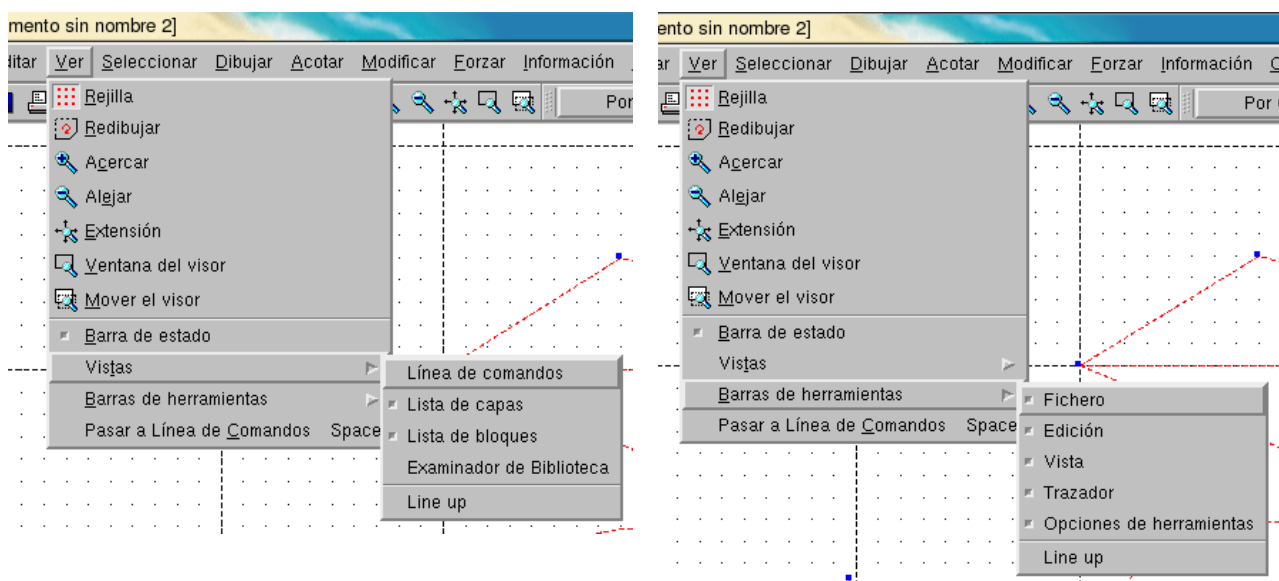 mento sin nombre 2]
ditar Ver Seleccionar Dibujar Acotar Modificar Forzar Información
Por
Rejilla
Redibujar
Acercar
Alejar
Extensión
Ventana del visor
Mover el visor
Barra de estado
Vistas
Barras de herramientas
Pasar a Línea de Comandos Space
Línea de comandos
Lista de capas
Lista de bloques
Examinador de Biblioteca
Line up
ento sin nombre 2]
ar Ver Seleccionar Dibujar Acotar Modificar Forzar Información
Por
Rejilla
Redibujar
Acercar
Alejar
Extensión
Ventana del visor
Mover el visor
Barra de estado
Vistas
Barras de herramientas
Pasar a Línea de Comandos Space
Fichero
Edición
Vista
Trazador
Opciones de herramientas
Line up